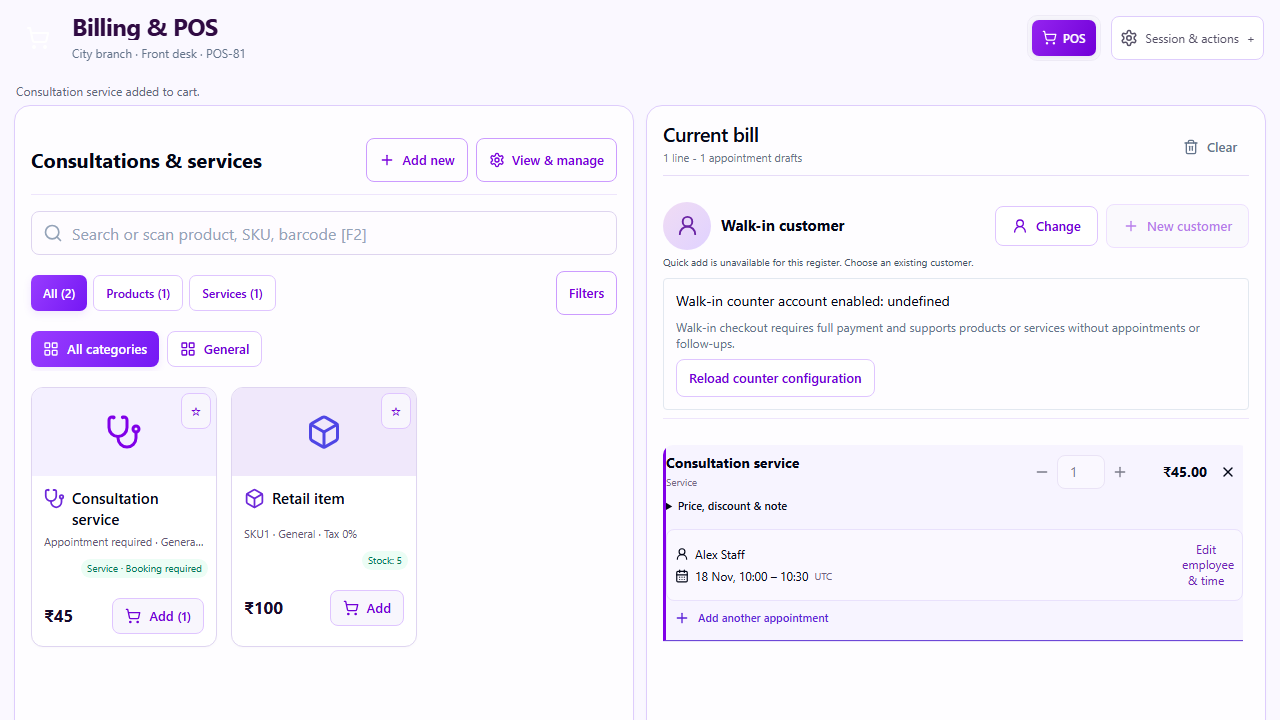 Billing & POS
City branch · Front desk · POS-81
POS
Session & actions +
Consultation service added to cart.
Consultations & services
Add new
View & manage
Search or scan product, SKU, barcode [F2]
All (2)
Products (1)
Services (1)
Filters
All categories
General
Consultation service
Appointment required · Genera...
Service · Booking required
₹45
Add (1)
Retail item
SKU1 · General · Tax 0%
Stock: 5
₹100
Add
Current bill
1 line - 1 appointment drafts
Clear
Walk-in customer
Change
New customer
Quick add is unavailable for this register. Choose an existing customer.
Walk-in counter account enabled: undefined
Walk-in checkout requires full payment and supports products or services without appointments or
follow-ups.
Reload counter configuration
Consultation service
Service
1
₹45.00
Price, discount & note
Alex Staff
18 Nov, 10:00 – 10:30 UTC
Edit
employee
& time
Add another appointment